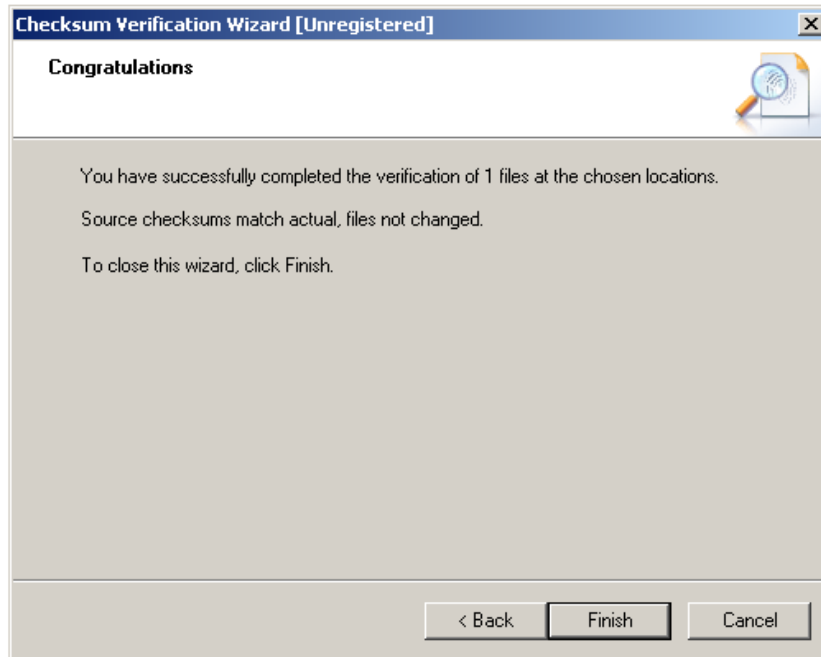 Checksum Verification Wizard [Unregistered]
Congratulations
You have successfully completed the verification of 1 files at the chosen locations.
Source checksums match actual, files not changed.
To close this wizard, click Finish.
< Back Finish Cancel